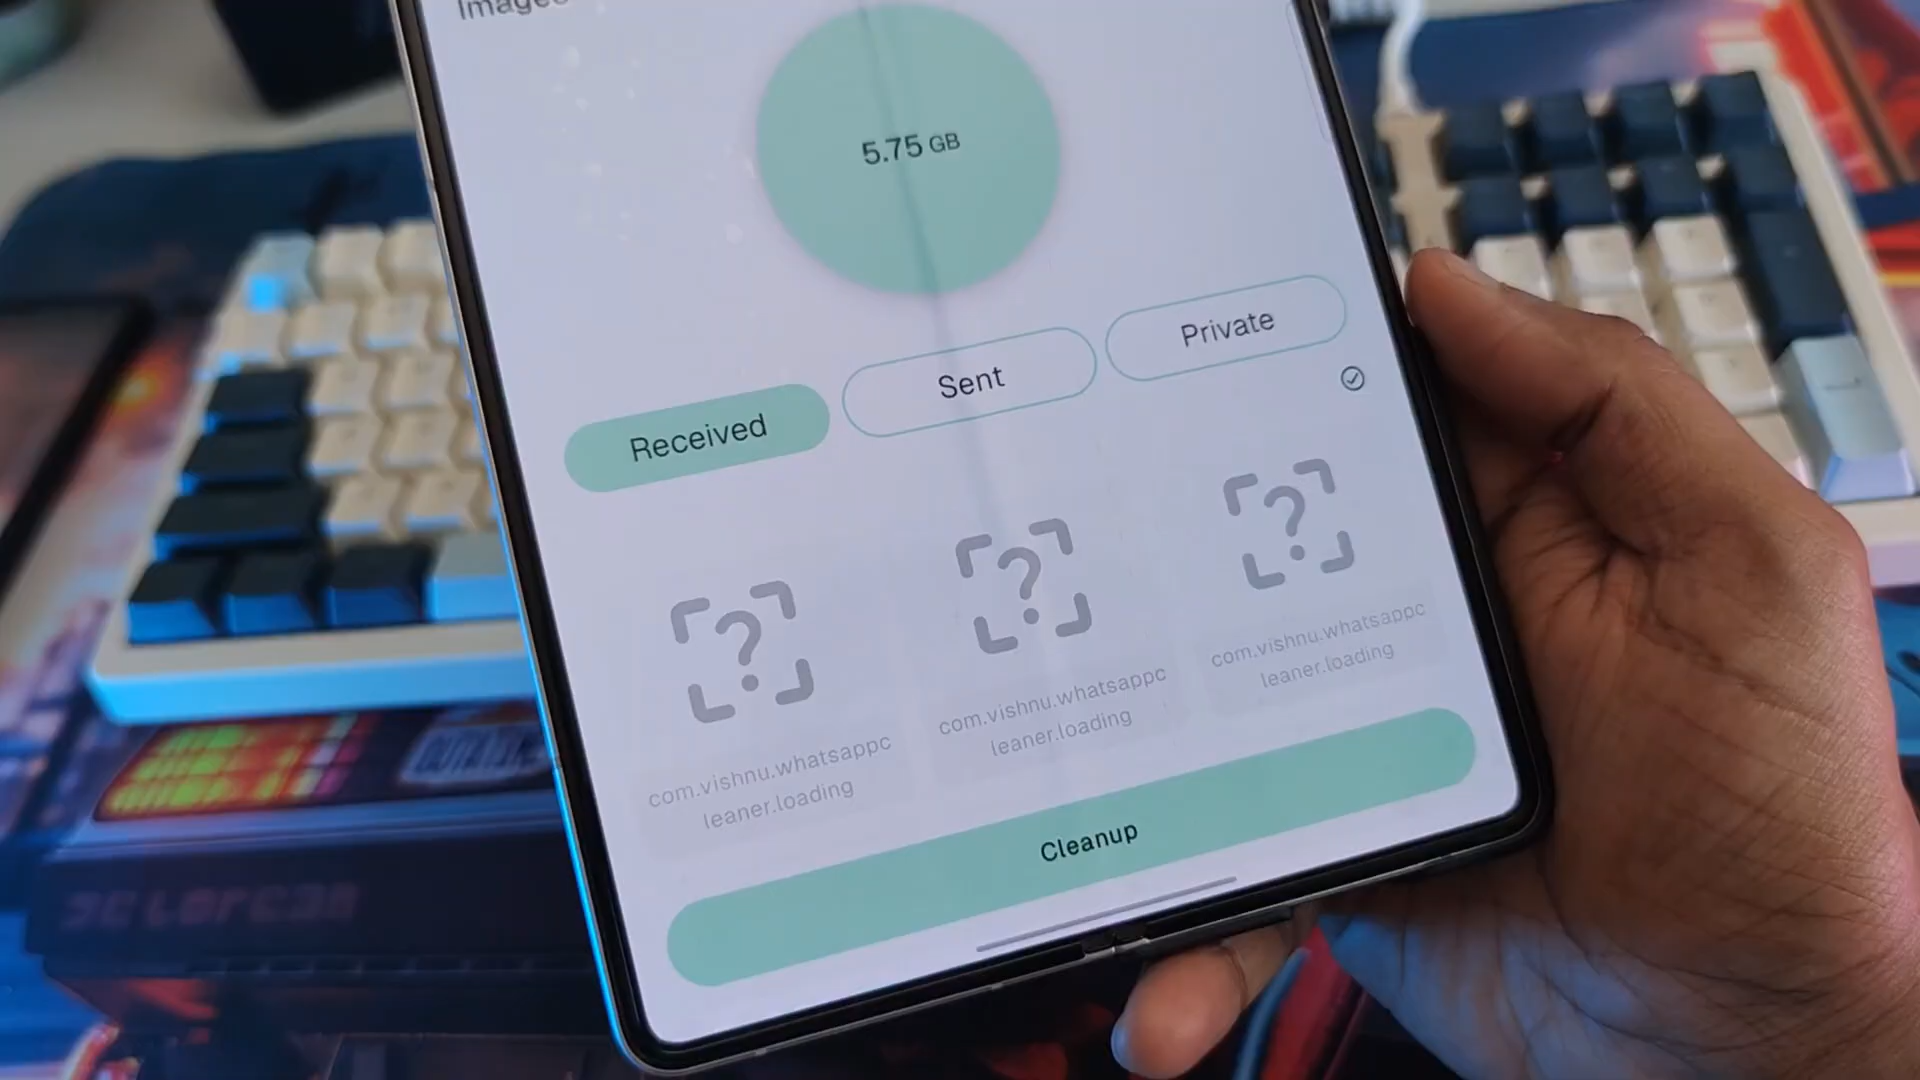 Images
5.75 GB
Received
Sent
Private
com.vishnu.whatsappc
leaner.loading
com.vishnu.whatsappc
leaner.loading
com.vishnu.whatsappc
leaner.loading
Cleanup